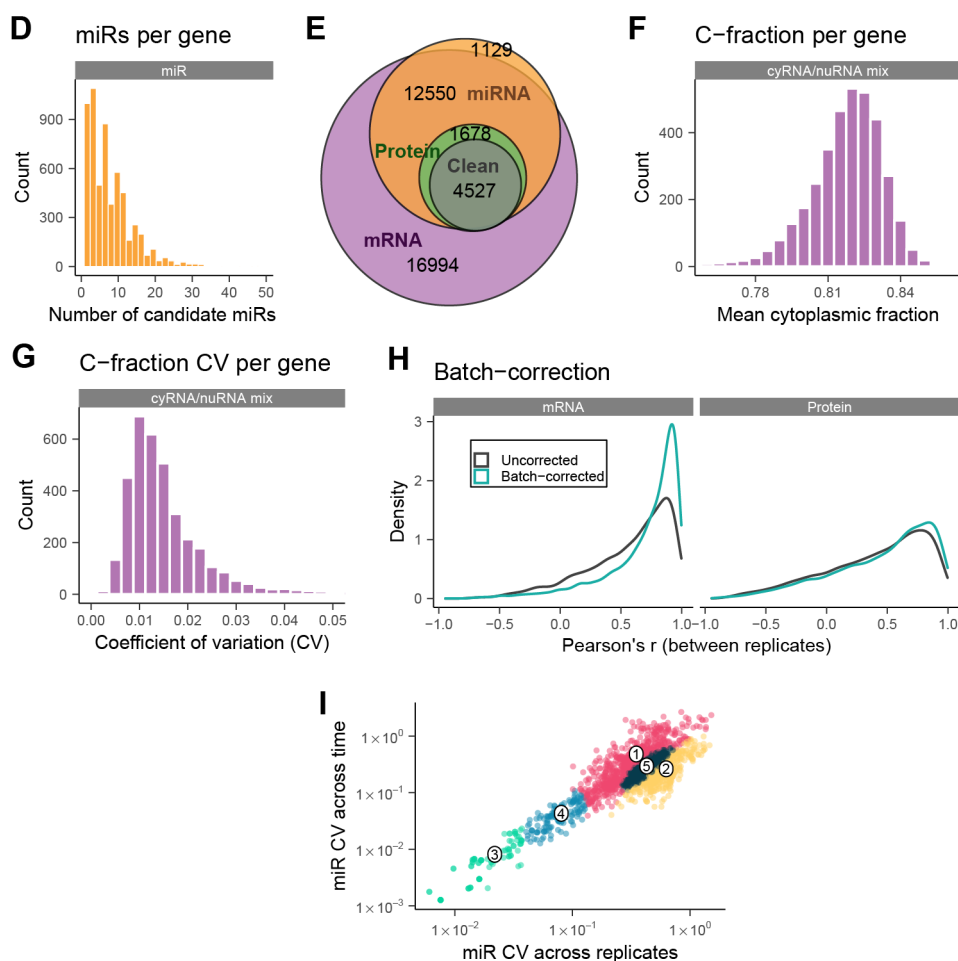 D miRs per gene
miR
Count
900
600
300
0
0 10 20 30 40 50
Number of candidate miRs
E
1129
12550 miRNA
1678
Protein
Clean
4527
mRNA
16994
F C−fraction per gene
cyRNA/nuRNA mix
Count
400
200
0
0.78 0.81 0.84
Mean cytoplasmic fraction
G C−fraction CV per gene
cyRNA/nuRNA mix
Count
600
400
200
0
0.00 0.01 0.02 0.03 0.04 0.05
Coefficient of variation (CV)
H Batch−correction
mRNA Protein
Density
3
2
1
0
Uncorrected
Batch−corrected
−1.0 −0.5 0.0 0.5 1.0 −1.0 −0.5 0.0 0.5 1.0
Pearson's r (between replicates)
I
miR CV across time
1×10⁰
1×10⁻¹
1×10⁻²
1×10⁻³
1
5 2
4
3
1×10⁻² 1×10⁻¹ 1×10⁰
miR CV across replicates